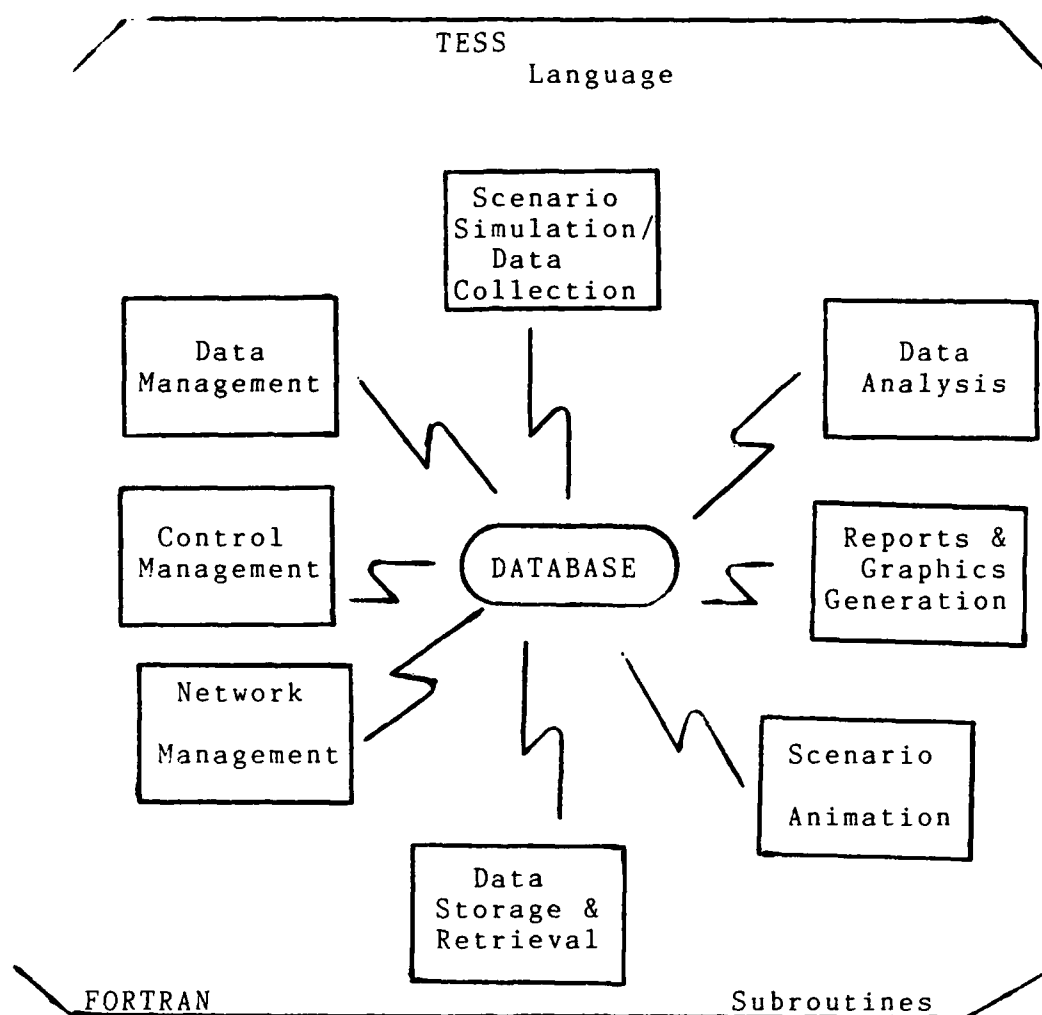 TESS
Language
Scenario
Simulation/
Data
Collection
Data
Management
Data
Analysis
Control
Management
DATABASE
Reports &
Graphics
Generation
Network
Management
Scenario
Animation
Data
Storage &
Retrieval
FORTRAN
Subroutines